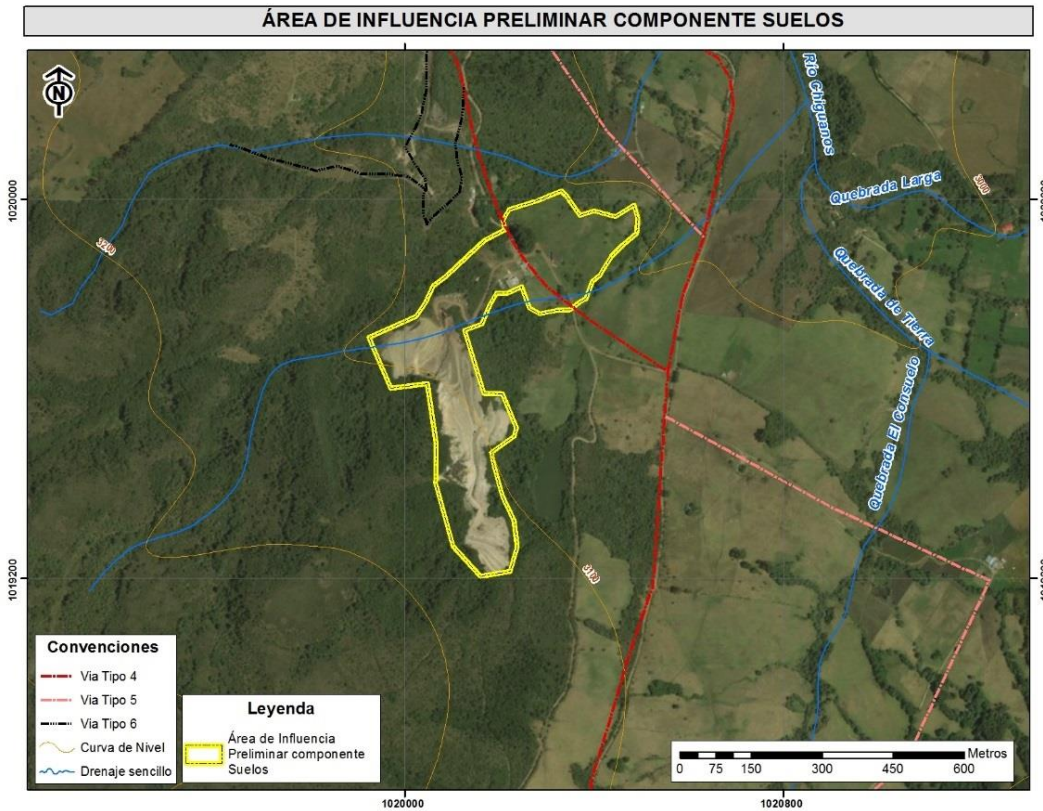 ÁREA DE INFLUENCIA PRELIMINAR COMPONENTE SUELOS
N
Río Chiguanos
1020000
Quebrada Larga
3000
3200
Quebrada de Tierra
Quebrada El Consuelo
1019200
3100
Convenciones
Via Tipo 4
Via Tipo 5
Via Tipo 6
Curva de Nivel
Drenaje sencillo
Leyenda
Área de Influencia
Preliminar componente
Suelos
Metros
0 75 150 300 450 600
1020000
1020800